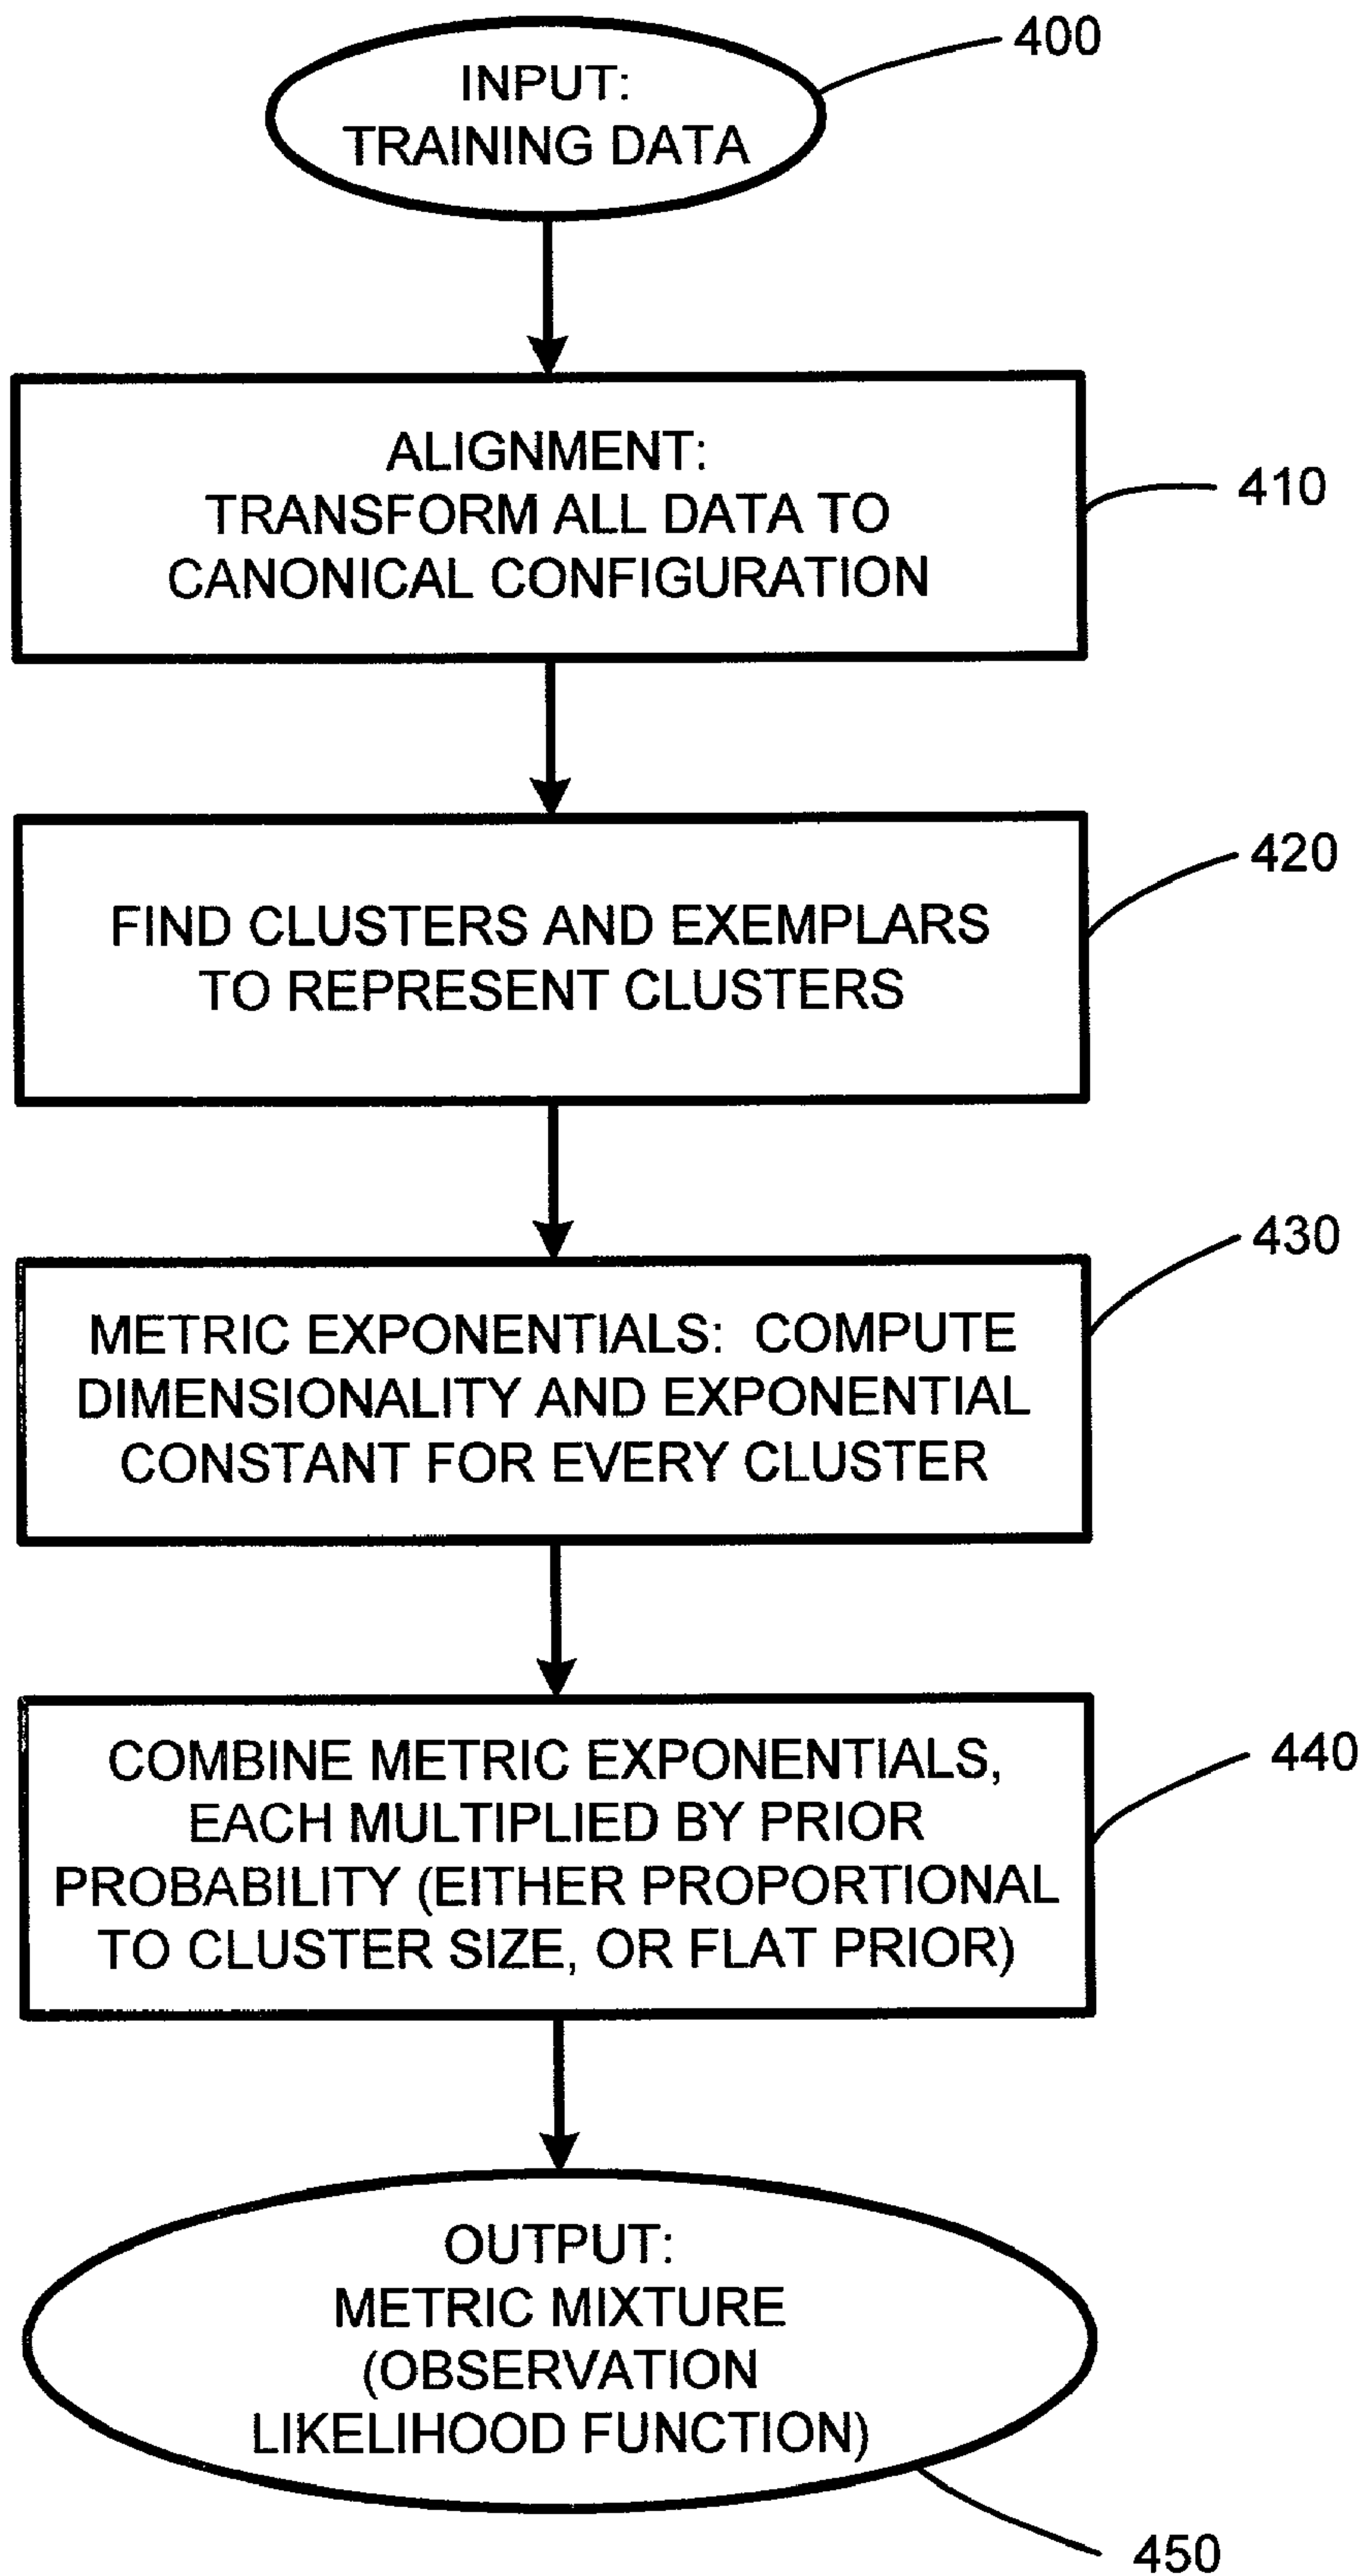 INPUT:
TRAINING DATA
400
ALIGNMENT:
TRANSFORM ALL DATA TO
CANONICAL CONFIGURATION
410
FIND CLUSTERS AND EXEMPLARS
TO REPRESENT CLUSTERS
420
METRIC EXPONENTIALS: COMPUTE
DIMENSIONALITY AND EXPONENTIAL
CONSTANT FOR EVERY CLUSTER
430
COMBINE METRIC EXPONENTIALS,
EACH MULTIPLIED BY PRIOR
PROBABILITY (EITHER PROPORTIONAL
TO CLUSTER SIZE, OR FLAT PRIOR)
440
OUTPUT:
METRIC MIXTURE
(OBSERVATION
LIKELIHOOD FUNCTION)
450